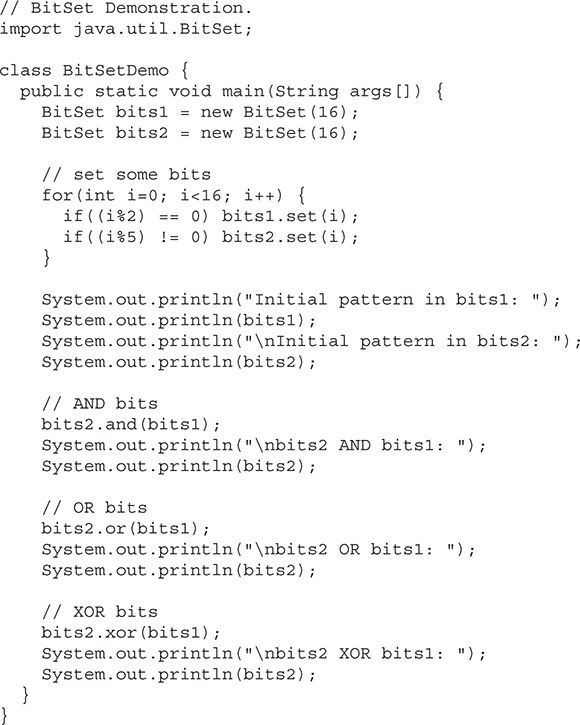 // BitSet Demonstration.
import java.util.BitSet;

class BitSetDemo {
  public static void main(String args[]) {
    BitSet bits1 = new BitSet(16);
    BitSet bits2 = new BitSet(16);

    // set some bits
    for(int i=0; i<16; i++) {
      if((i%2) == 0) bits1.set(i);
      if((i%5) != 0) bits2.set(i);
    }

    System.out.println("Initial pattern in bits1: ");
    System.out.println(bits1);
    System.out.println("\nInitial pattern in bits2: ");
    System.out.println(bits2);

    // AND bits
    bits2.and(bits1);
    System.out.println("\nbits2 AND bits1: ");
    System.out.println(bits2);

    // OR bits
    bits2.or(bits1);
    System.out.println("\nbits2 OR bits1: ");
    System.out.println(bits2);

    // XOR bits
    bits2.xor(bits1);
    System.out.println("\nbits2 XOR bits1: ");
    System.out.println(bits2);
  }
}